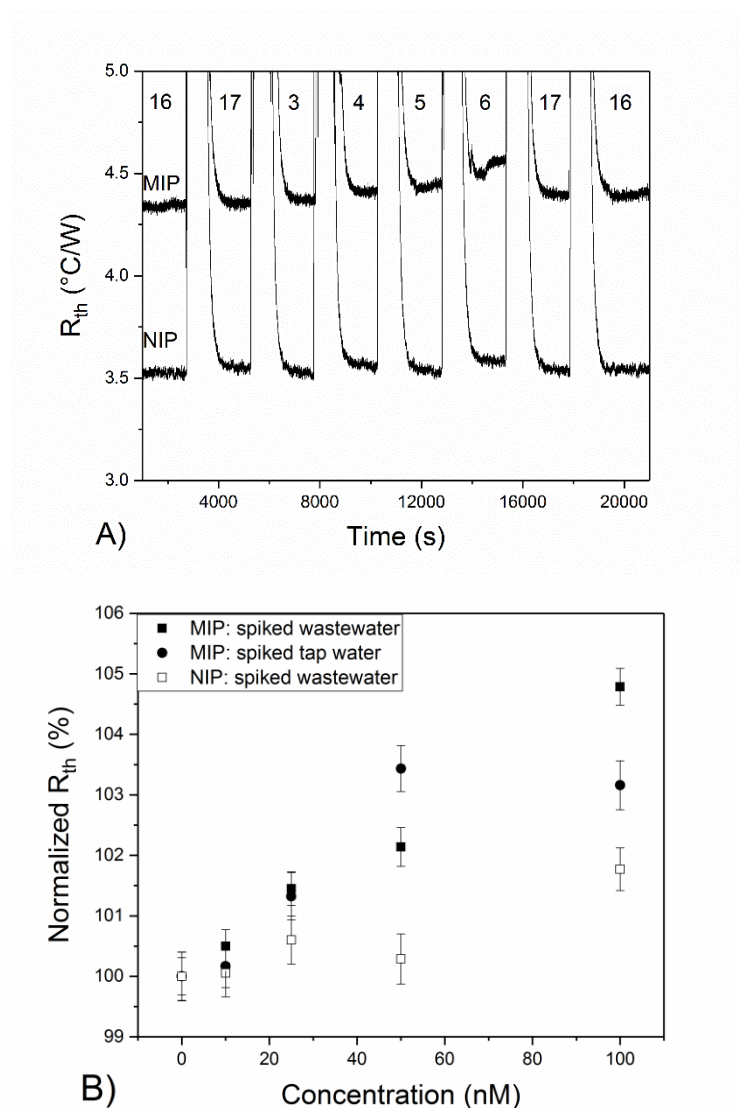 5.0
16 17 3 4 5 6 17 16
4.5
MIP
4.0
NIP
3.5
3.0
R_th (°C/W)
4000 8000 12000 16000 20000
A) Time (s)
106
MIP: spiked wastewater
MIP: spiked tap water
NIP: spiked wastewater
105
104
103
102
101
100
99
Normalized R_th (%)
0 20 40 60 80 100
B) Concentration (nM)